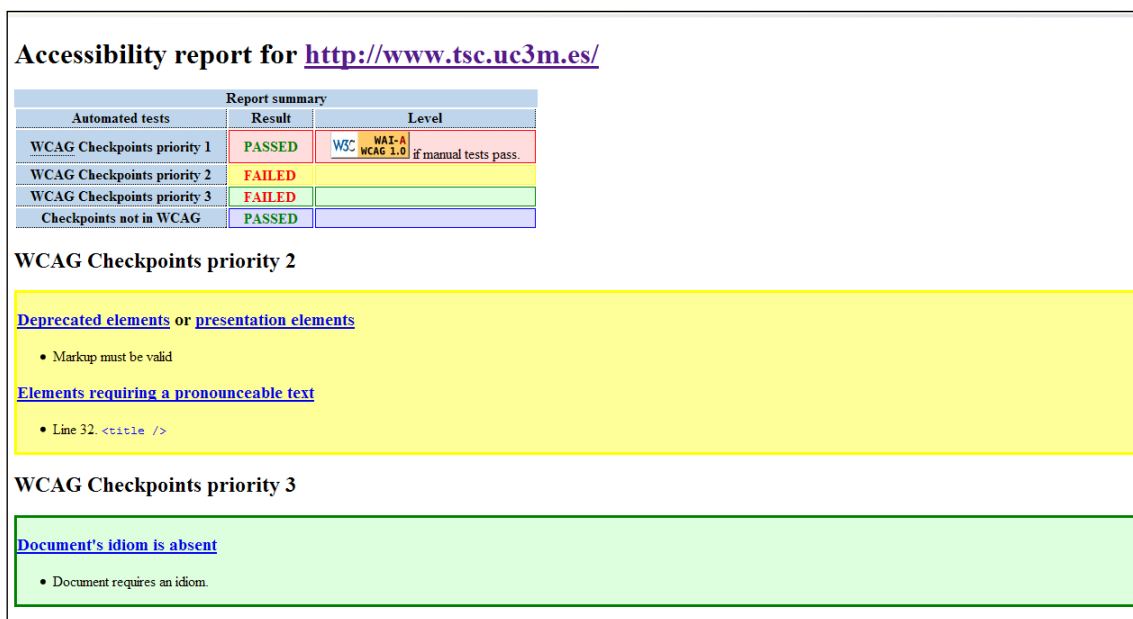 Accessibility report for http://www.tsc.uc3m.es/
Report summary
Automated tests Result Level
WCAG Checkpoints priority 1 PASSED W3C WAI-A WCAG 1.0 if manual tests pass.
WCAG Checkpoints priority 2 FAILED
WCAG Checkpoints priority 3 FAILED
Checkpoints not in WCAG PASSED
WCAG Checkpoints priority 2
Deprecated elements or presentation elements
• Markup must be valid
Elements requiring a pronounceable text
• Line 32. <title />
WCAG Checkpoints priority 3
Document's idiom is absent
• Document requires an idiom.